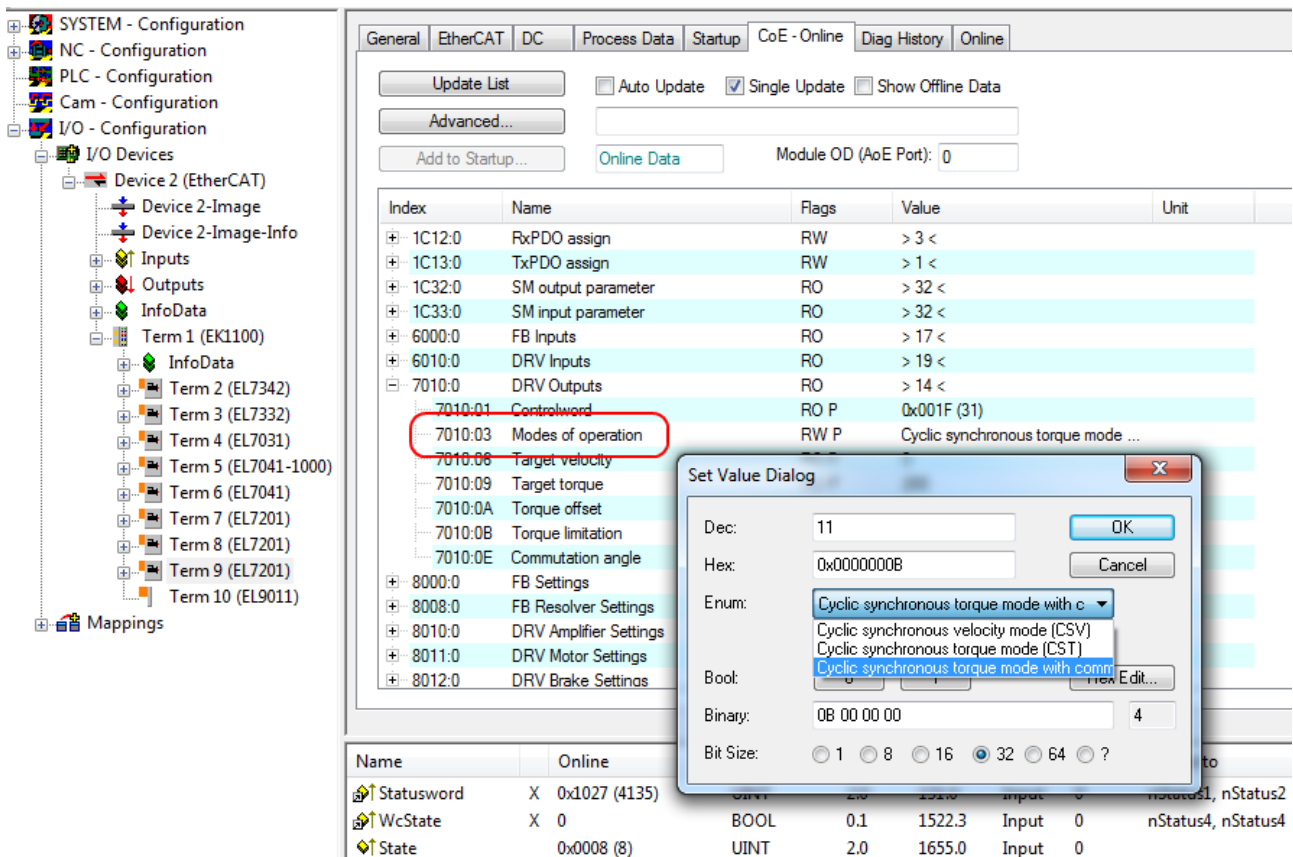 SYSTEM - Configuration
NC - Configuration
PLC - Configuration
Cam - Configuration
I/O - Configuration
I/O Devices
Device 2 (EtherCAT)
Device 2-Image
Device 2-Image-Info
Inputs
Outputs
InfoData
Term 1 (EK1100)
InfoData
Term 2 (EL7342)
Term 3 (EL7332)
Term 4 (EL7031)
Term 5 (EL7041-1000)
Term 6 (EL7041)
Term 7 (EL7201)
Term 8 (EL7201)
Term 9 (EL7201)
Term 10 (EL9011)
Mappings
General EtherCAT DC Process Data Startup CoE - Online Diag History Online
Update List Auto Update Single Update Show Offline Data
Advanced...
Add to Startup... Online Data Module OD (AoE Port): 0
Index Name Flags Value Unit
1C12:0 RxPDO assign RW > 3 <
1C13:0 TxPDO assign RW > 1 <
1C32:0 SM output parameter RO > 32 <
1C33:0 SM input parameter RO > 32 <
6000:0 FB Inputs RO > 17 <
6010:0 DRV Inputs RO > 19 <
7010:0 DRV Outputs RO > 14 <
7010:01 Controlword RO P 0x001F (31)
7010:03 Modes of operation RW P Cyclic synchronous torque mode ...
7010:06 Target velocity
7010:09 Target torque
7010:0A Torque offset
7010:0B Torque limitation
7010:0E Commutation angle
8000:0 FB Settings
8008:0 FB Resolver Settings
8010:0 DRV Amplifier Settings
8011:0 DRV Motor Settings
8012:0 DRV Brake Settings
Set Value Dialog
Dec: 11 OK
Hex: 0x0000000B Cancel
Enum: Cyclic synchronous torque mode with c
Cyclic synchronous velocity mode (CSV)
Cyclic synchronous torque mode (CST)
Cyclic synchronous torque mode with comm
Bool: 0 1 Hex Edit...
Binary: 0B 00 00 00 4
Bit Size: 1 8 16 32 64 ?
Name Online to
Statusword X 0x1027 (4135) UINT 2.0 Input 0 nStatus1, nStatus2
WcState X 0 BOOL 0.1 1522.3 Input 0 nStatus4, nStatus4
State 0x0008 (8) UINT 2.0 1655.0 Input 0